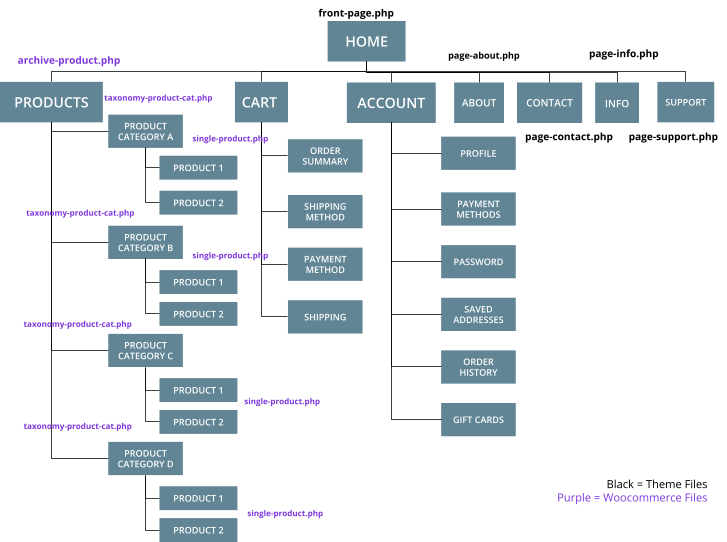 front-page.php
HOME
archive-product.php
page-about.php
page-info.php
PRODUCTS
CART
ACCOUNT
ABOUT
CONTACT
INFO
SUPPORT
page-contact.php
page-support.php
taxonomy-product-cat.php
PRODUCT
CATEGORY A
single-product.php
PRODUCT 1
PRODUCT 2
taxonomy-product-cat.php
PRODUCT
CATEGORY B
single-product.php
PRODUCT 1
PRODUCT 2
taxonomy-product-cat.php
PRODUCT
CATEGORY C
PRODUCT 1
single-product.php
PRODUCT 2
taxonomy-product-cat.php
PRODUCT
CATEGORY D
PRODUCT 1
single-product.php
PRODUCT 2
ORDER
SUMMARY
SHIPPING
METHOD
PAYMENT
METHOD
SHIPPING
PROFILE
PAYMENT
METHODS
PASSWORD
SAVED
ADDRESSES
ORDER
HISTORY
GIFT CARDS
Black = Theme Files
Purple = Woocommerce Files